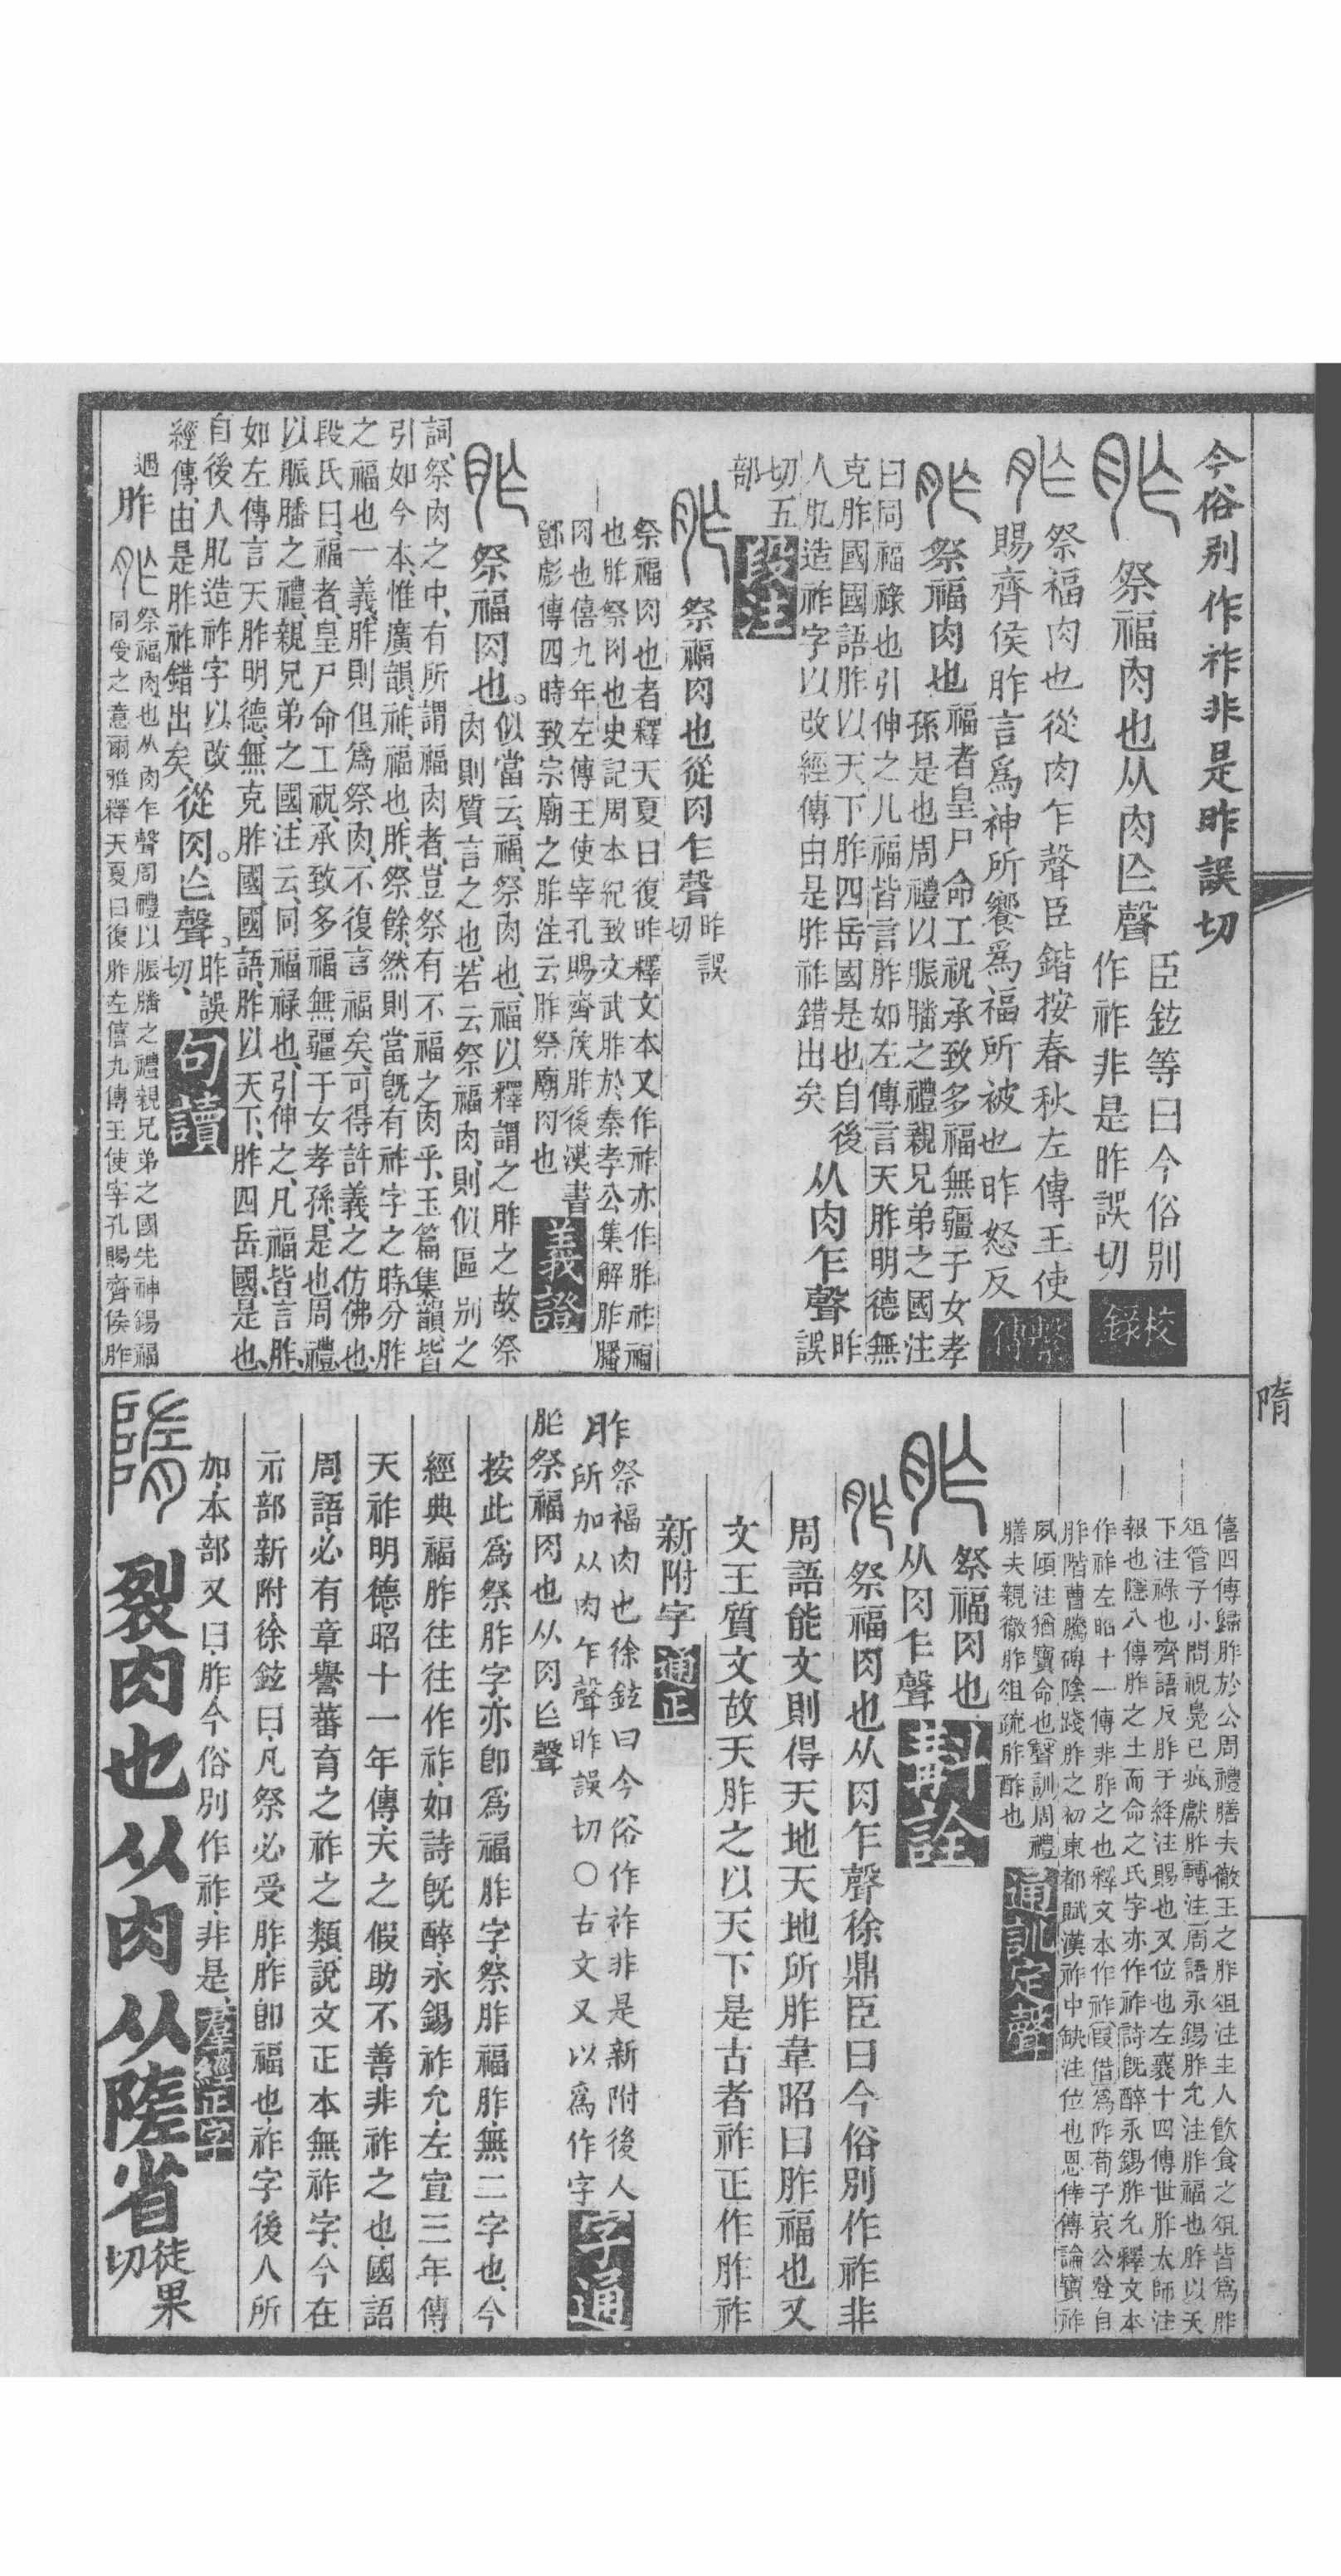 今俗別作祚非是昨誤切
祭福肉也从肉乍聲
臣鉉等曰今俗別
作祚非是昨誤切
校錄
祭福肉也從肉乍聲臣鍇按春秋左傳王使
賜齊侯胙言爲神所饗爲福所被也昨怒反
繫傳
祭福肉也
福者皇尸命工祝承致多福無疆于女孝
孫是也周禮以脤膰之禮親兄弟之國注
曰同福祿也引伸之凡福皆言胙如左傳言天胙明德無
克胙國國語胙以天下胙四岳國是也自後
人肊造祚字以改經傳由是胙祚錯出矣
从肉乍聲
昨誤
切五部
段注
祭福肉也從肉乍聲
昨誤
切
祭福肉也者釋天夏曰復胙釋文本又作祚亦作胙祚福
也胙祭肉也史記周本紀致文武胙於秦孝公集解胙膰
肉也僖九年左傳王使宰孔賜齊侯胙後漢書
鄧彪傳四時致宗廟之胙注云胙祭廟肉也
義證
祭福肉也。
似當云、福、祭肉也、福以釋謂之胙之故、祭
肉則質言之也、若云祭福肉、則似區別之
詞、祭肉之中、有所謂福肉者、豈祭有不福之肉乎、玉篇集韻皆
引如今本、惟廣韻、祚、福也、胙、祭餘、然則當旣有祚字之時、分胙
之福也一義、胙則但爲祭肉、不復言福矣、可得許義之仿佛也、
段氏曰、福者、皇尸命工祝、承致多福無疆于女孝孫、是也、周禮、
以脤膰之禮、親兄弟之國、注云、同福祿也、引伸之、凡福皆言胙、
如左傳言天胙明德、無克胙國、國語、胙以天下、胙四岳國、是也、
自後人肊造祚字以改
經傳、由是胙祚錯出矣、
從肉。乍聲。
昨誤
切、
句讀
過
胙
祭福肉也从肉乍聲周禮以脤膰之禮親兄弟之國先神錫福
同受之意爾雅釋天夏曰復胙左僖九傳王使宰孔賜齊侯胙
隋
僖四傳歸胙於公周禮膳夫徹王之胙俎注主人飲食之俎皆爲胙
俎管子小問祝鳧已疵獻胙轉注周語永錫胙允注胙福也胙以天
下注祿也齊語反胙于絳注賜也又位也左襄十四傳世胙太師注
報也隱八傳胙之土而命之氏字亦作祚詩旣醉永錫胙允釋文本
作祚左昭十一傳非胙之也釋文本作祚叚借爲阼荀子哀公登自
胙階曹騰碑陰踐胙之初東都賦漢祚中缺注位也恩倖傳論寶祚
夙傾注猶寶命也聲訓周禮
膳夫親徹胙俎疏胙酢也
通訓定聲
祭福肉也
从肉乍聲
斠詮
祭福肉也从肉乍聲徐鼎臣曰今俗別作祚非
周語能文則得天地天地所胙韋昭曰胙福也又
文王質文故天胙之以天下是古者祚正作胙祚
新附字
通正
胙
祭福肉也徐鉉曰今俗作祚非是新附後人
所加从肉乍聲昨誤切○古文又以爲作字
字通
胙祭福肉也从肉乍聲
按此爲祭胙字、亦卽爲福胙字、祭胙福胙、無二字也、今
經典福胙往往作祚、如詩旣醉、永錫祚允、左宣三年傳、
天祚明德、昭十一年傳、天之假助不善、非祚之也、國語
周語、必有章譽蕃育之祚之類、說文正本無祚字、今在
示部新附、徐鉉曰、凡祭必受胙、胙卽福也、祚字後人所
加、本部又曰、胙今俗別作祚、非是、
羣經正字
裂肉也从肉从隓省
徒果
切